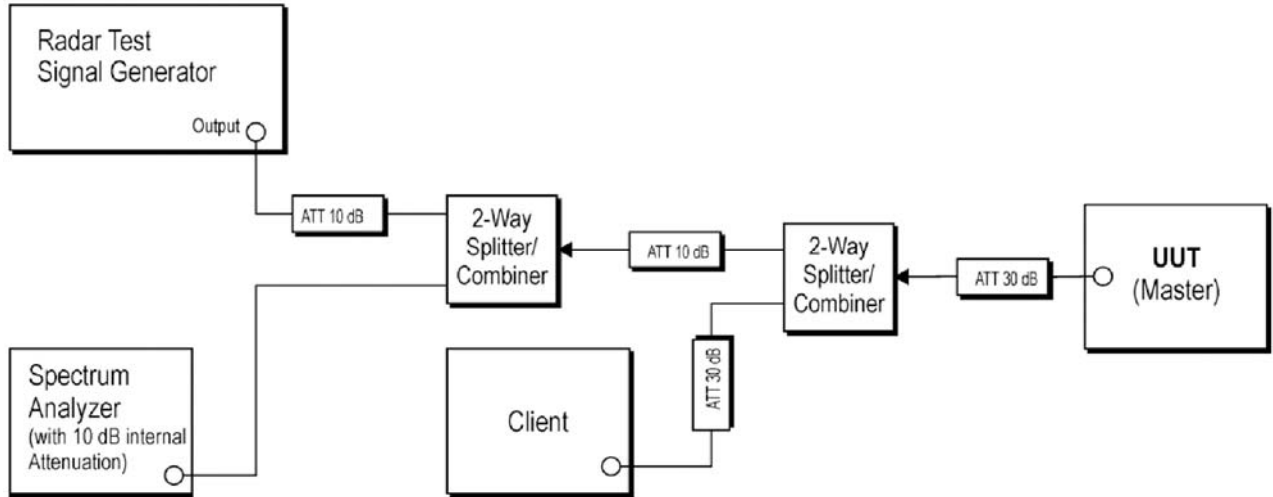 Radar Test
Signal Generator
Output
ATT 10 dB
2-Way
Splitter/
Combiner
ATT 10 dB
2-Way
Splitter/
Combiner
ATT 30 dB
UUT
(Master)
Spectrum
Analyzer
(with 10 dB internal
Attenuation)
Client
ATT 30 dB